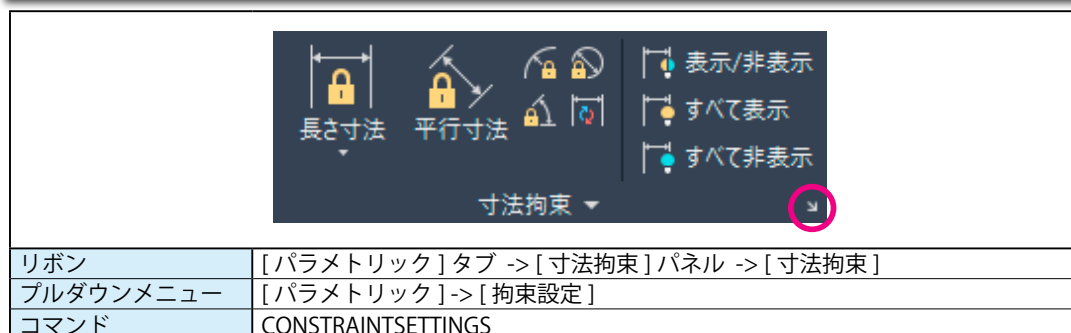 表示/非表示
長さ寸法 平行寸法 すべて表示
すべて非表示
寸法拘束
リボン [ パラメトリック ] タブ -> [ 寸法拘束 ] パネル -> [ 寸法拘束 ]
プルダウンメニュー [ パラメトリック ]-> [ 拘束設定 ]
コマンド CONSTRAINTSETTINGS